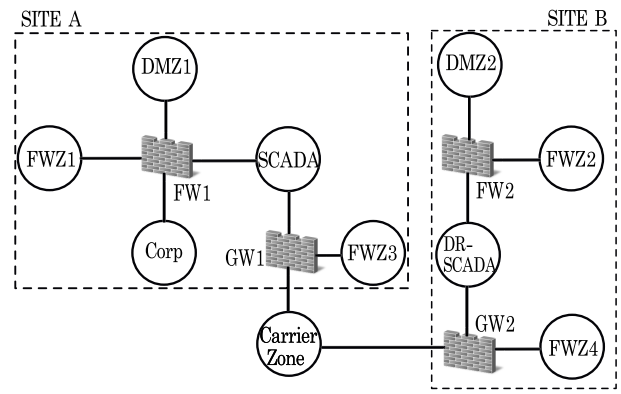 SITE A
SITE B
DMZ1
DMZ2
FWZ1
SCADA
FWZ2
FW1
FW2
Corp
GW1
FWZ3
DR-
SCADA
Carrier
Zone
GW2
FWZ4